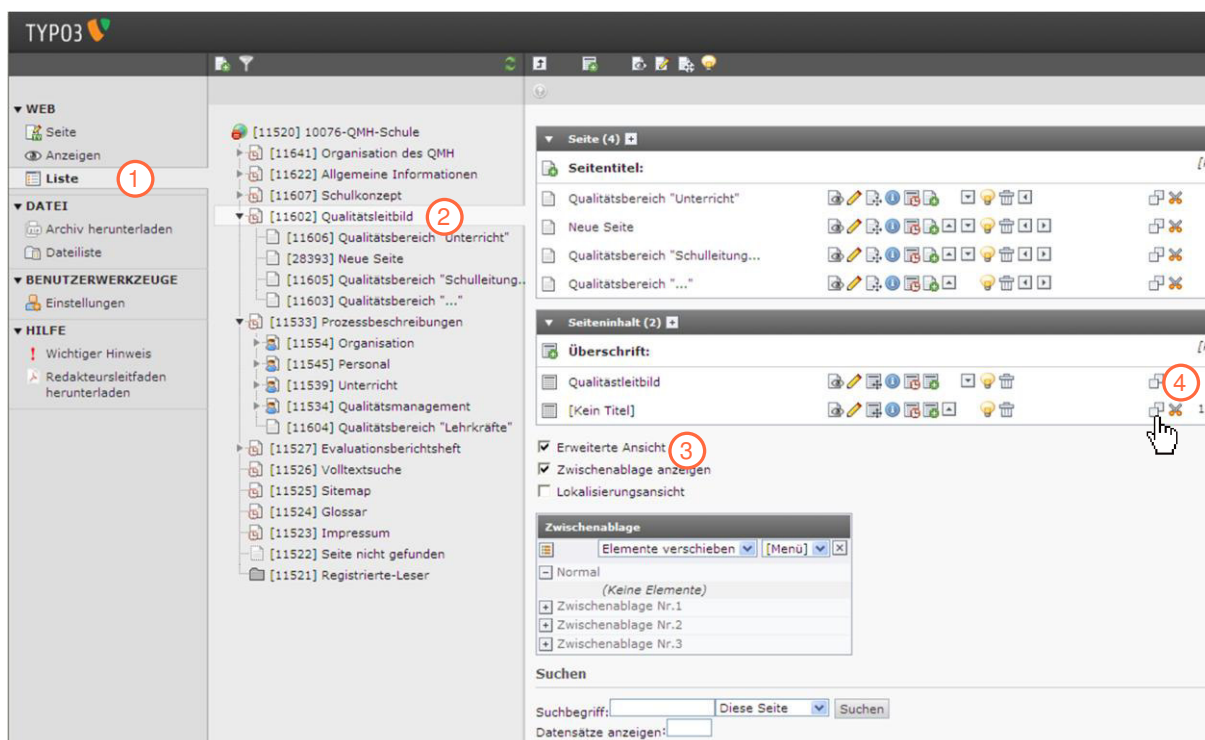 TYPO3
WEB
Seite
Anzeigen
Liste
1
DATEI
Archiv herunterladen
Dateiliste
BENUTZERWERKZEUGE
Einstellungen
HILFE
Wichtiger Hinweis
Redakteursleitfaden
herunterladen
[11520] 10076-QMH-Schule
[11641] Organisation des QMH
[11622] Allgemeine Informationen
[11607] Schulkonzept
[11602] Qualitätsleitbild
2
[11606] Qualitätsbereich "Unterricht"
[28393] Neue Seite
[11605] Qualitätsbereich "Schulleitung..
[11603] Qualitätsbereich "..."
[11533] Prozessbeschreibungen
[11554] Organisation
[11545] Personal
[11539] Unterricht
[11534] Qualitätsmanagement
[11604] Qualitätsbereich "Lehrkräfte"
[11527] Evaluationsberichtsheft
[11526] Volltextsuche
[11525] Sitemap
[11524] Glossar
[11523] Impressum
[11522] Seite nicht gefunden
[11521] Registrierte-Leser
Seite (4)
Seitentitel:
Qualitätsbereich "Unterricht"
Neue Seite
Qualitätsbereich "Schulleitung...
Qualitätsbereich "..."
Seiteninhalt (2)
Überschrift:
Qualitastleitbild
4
[Kein Titel] 1
Erweiterte Ansicht
3
Zwischenablage anzeigen
Lokalisierungsansicht
Zwischenablage
Elemente verschieben [Menü]
Normal
(Keine Elemente)
Zwischenablage Nr.1
Zwischenablage Nr.2
Zwischenablage Nr.3
Suchen
Suchbegriff: Diese Seite Suchen
Datensätze anzeigen: